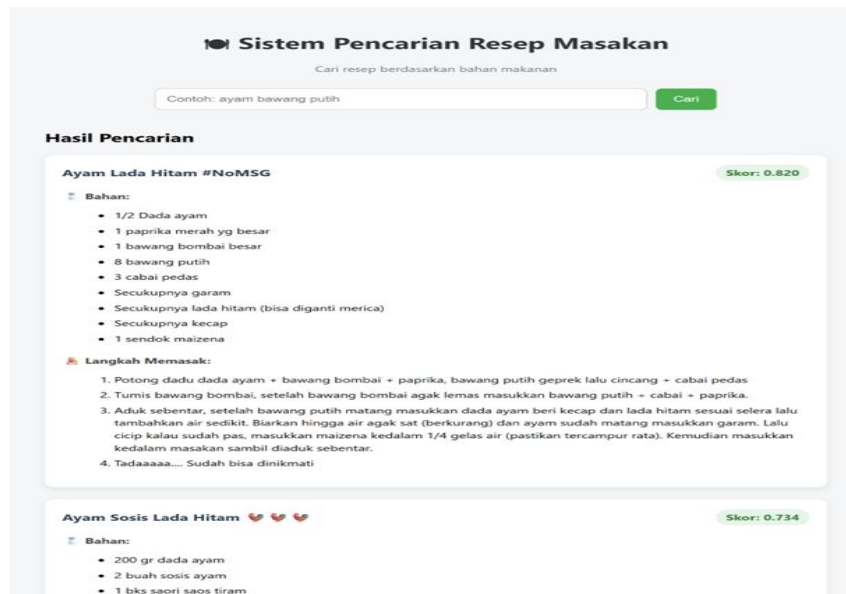 🍽 Sistem Pencarian Resep Masakan
Cari resep berdasarkan bahan makanan
Contoh: ayam bawang putih
Cari
Hasil Pencarian
Ayam Lada Hitam #NoMSG
Skor: 0.820
Bahan:
• 1/2 Dada ayam
• 1 paprika merah yg besar
• 1 bawang bombai besar
• 8 bawang putih
• 3 cabai pedas
• Secukupnya garam
• Secukupnya lada hitam (bisa diganti merica)
• Secukupnya kecap
• 1 sendok maizena
Langkah Memasak:
1. Potong dadu dada ayam + bawang bombai + paprika, bawang putih geprek lalu cincang + cabai pedas
2. Tumis bawang bombai, setelah bawang bombai agak lemas masukkan bawang putih + cabai + paprika.
3. Aduk sebentar, setelah bawang putih matang masukkan dada ayam beri kecap dan lada hitam sesuai selera lalu
tambahkan air sedikit. Biarkan hingga air agak sat (berkurang) dan ayam sudah matang masukkan garam. Lalu
cicip kalau sudah pas, masukkan maizena kedalam 1/4 gelas air (pastikan tercampur rata). Kemudian masukkan
kedalam masakan sambil diaduk sebentar.
4. Tadaaaaa.... Sudah bisa dinikmati
Ayam Sosis Lada Hitam
Skor: 0.734
Bahan:
• 200 gr dada ayam
• 2 buah sosis ayam
• 1 bks saori saos tiram